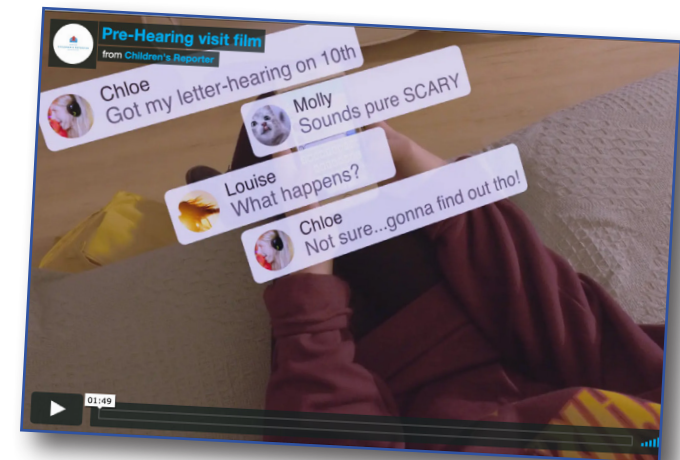 Pre-Hearing visit film
from Children's Reporter
Chloe
Got my letter-hearing on 10th
Molly
Sounds pure SCARY
Louise
What happens?
Chloe
Not sure...gonna find out tho!
01:49